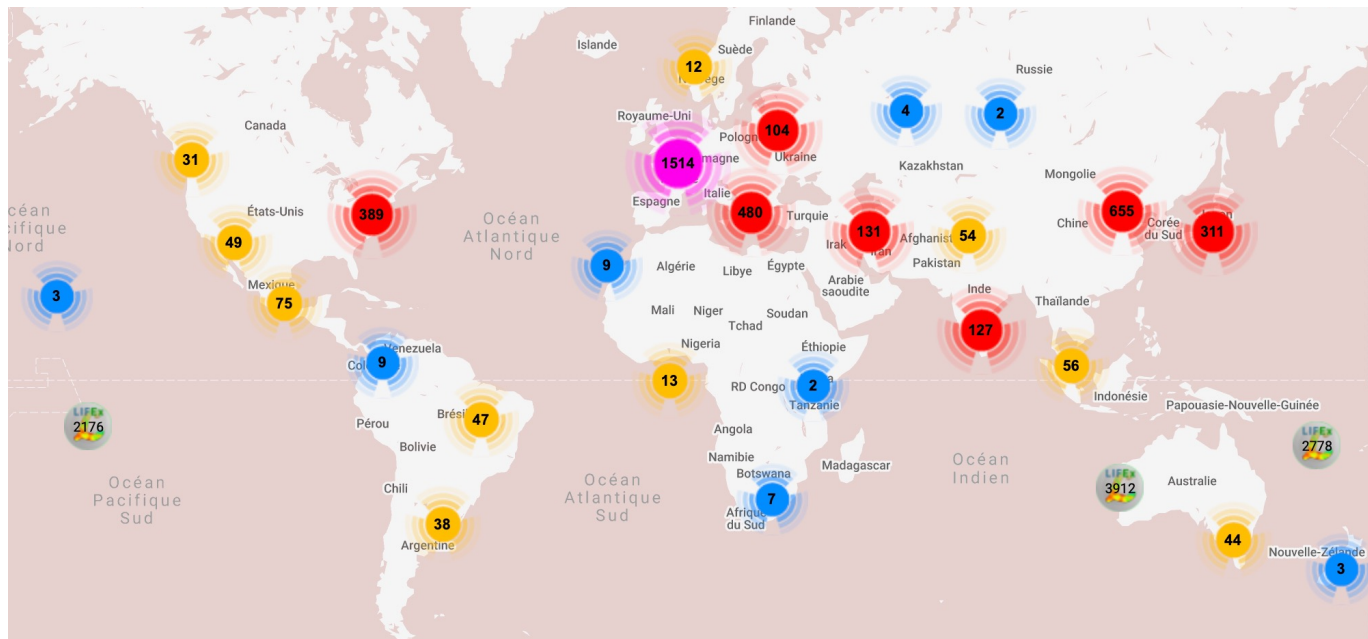 Finlande
Islande
Suède
12
Russie
4
2
Royaume-Uni
Canada
104
Pologn
31
1514
magne
Ukraine
Kazakhstan
Mongolie
Italie
Espagne
États-Unis
389
480
Turquie
655
311
Chine
Corée
du Sud
Océan
Atlantique
Nord
131
Irak
Iran
Afghanist
54
Pakistan
49
9
Algérie
Libye
Égypte
Arabie
saoudite
3
Mexique
75
Inde
Thaïlande
Mali
Niger
Soudan
Tchad
127
Nigeria
Éthiopie
Venezuela
9
13
RD Congo
2
Tanzanie
56
Indonésie
Papouasie-Nouvelle-Guinée
LIFEx
2176
Brési
47
Pérou
Angola
Bolivie
LIFEx
2778
Namibie
Botswana
Madagascar
Océan
Indien
Océan
Pacifique
Sud
Océan
Atlantique
Sud
Chili
7
Afrique
du Sud
LIFEx
3912
Australie
38
Argentine
44
Nouvelle-Zélande
3